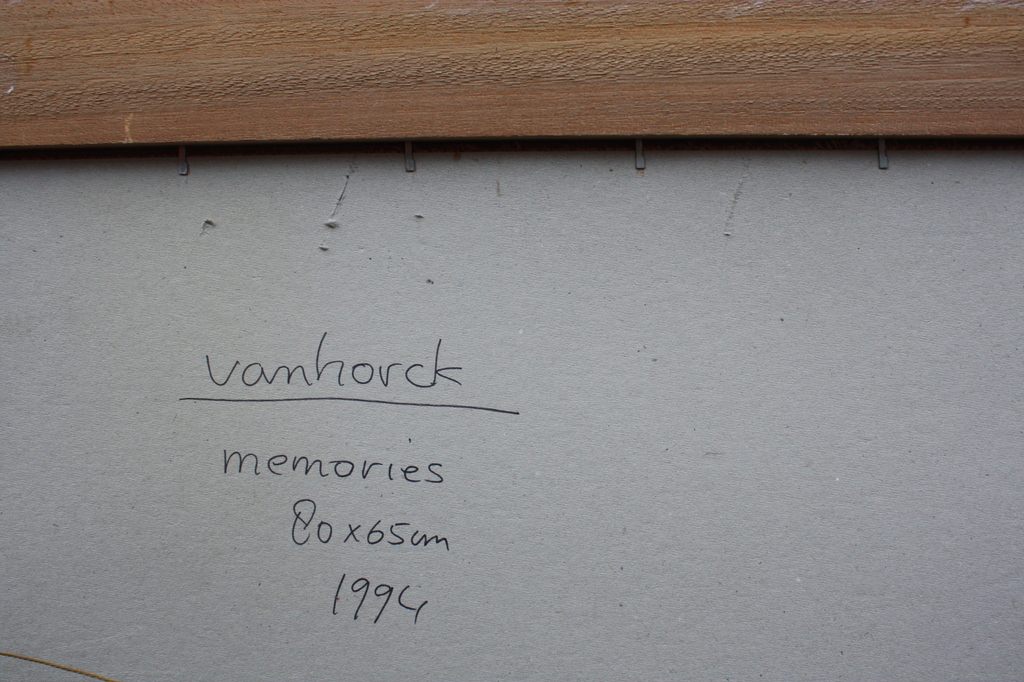 vanhorck
memories
80x65cm
1994